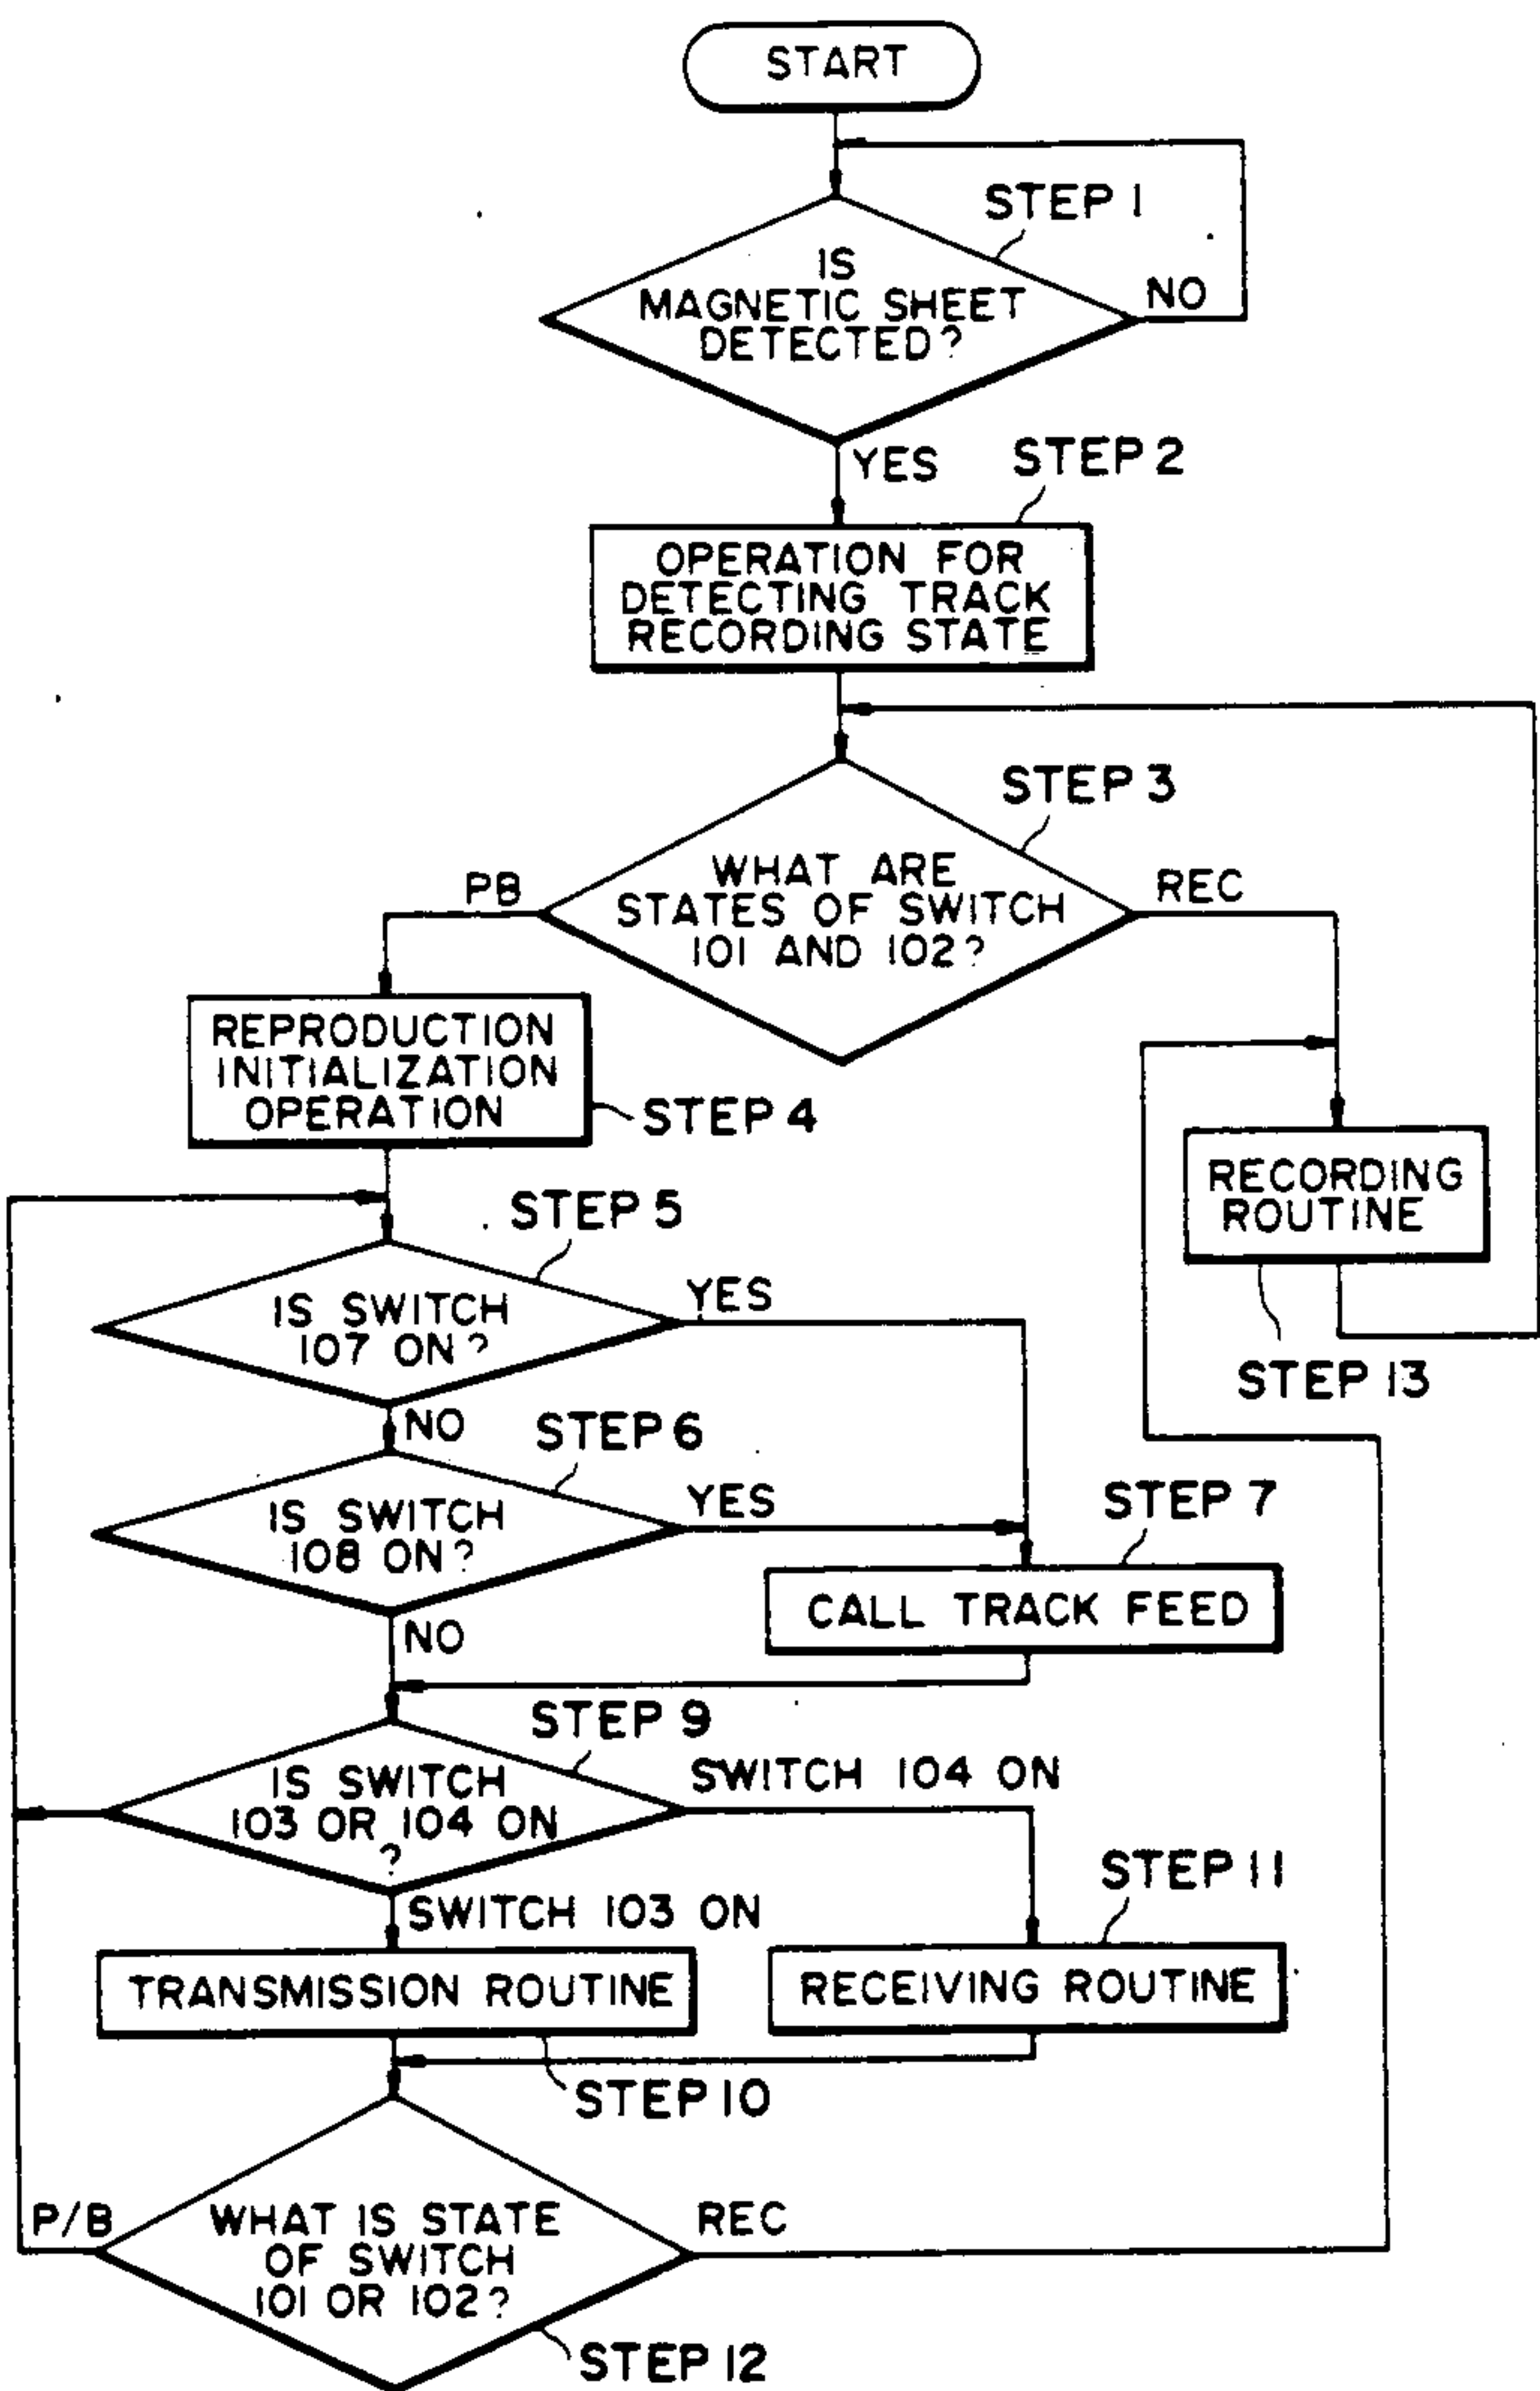 START
STEP 1
IS
MAGNETIC SHEET
DETECTED?
NO
YES
STEP 2
OPERATION FOR
DETECTING TRACK
RECORDING STATE
STEP 3
WHAT ARE
STATES OF SWITCH
101 AND 102?
PB
REC
REPRODUCTION
INITIALIZATION
OPERATION
STEP 4
RECORDING
ROUTINE
STEP 13
STEP 5
IS SWITCH
107 ON?
YES
NO
STEP 6
IS SWITCH
108 ON?
YES
NO
STEP 7
CALL TRACK FEED
STEP 9
IS SWITCH
103 OR 104 ON
?
SWITCH 104 ON
SWITCH 103 ON
STEP 11
TRANSMISSION ROUTINE
RECEIVING ROUTINE
STEP 10
P/B
WHAT IS STATE
OF SWITCH
101 OR 102?
REC
STEP 12